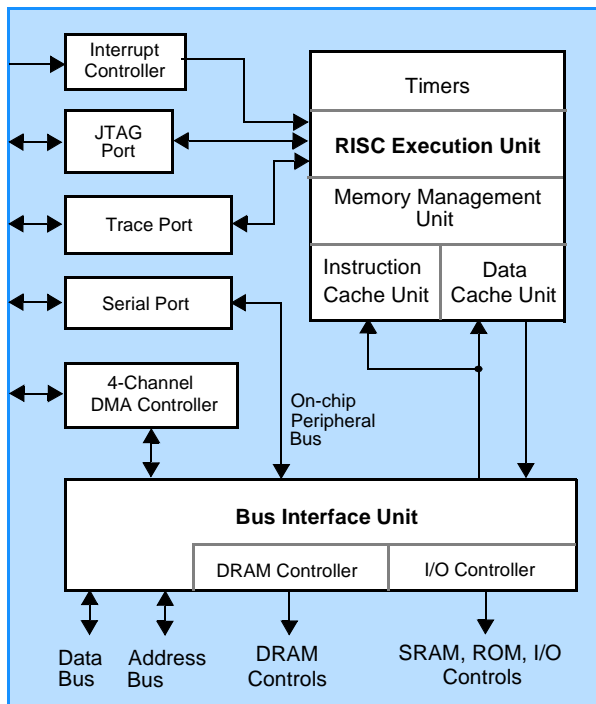 Interrupt
Controller
Timers
JTAG
Port
RISC Execution Unit
Memory Management
Unit
Trace Port
Instruction
Cache Unit
Data
Cache Unit
Serial Port
4-Channel
DMA Controller
On-chip
Peripheral
Bus
Bus Interface Unit
DRAM Controller
I/O Controller
Data
Bus
Address
Bus
DRAM
Controls
SRAM, ROM, I/O
Controls